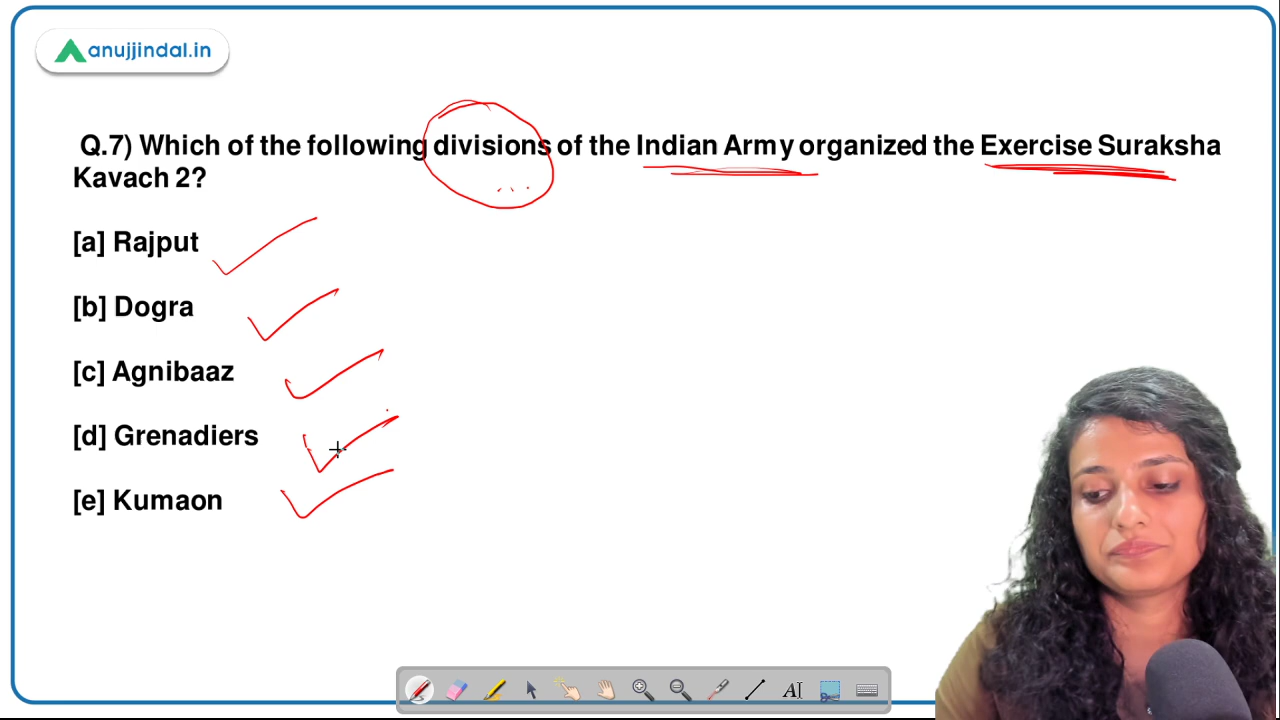 anujjindal.in
Q.7) Which of the following divisions of the Indian Army organized the Exercise Suraksha
Kavach 2?
[a] Rajput
[b] Dogra
[c] Agnibaaz
[d] Grenadiers
[e] Kumaon
AI